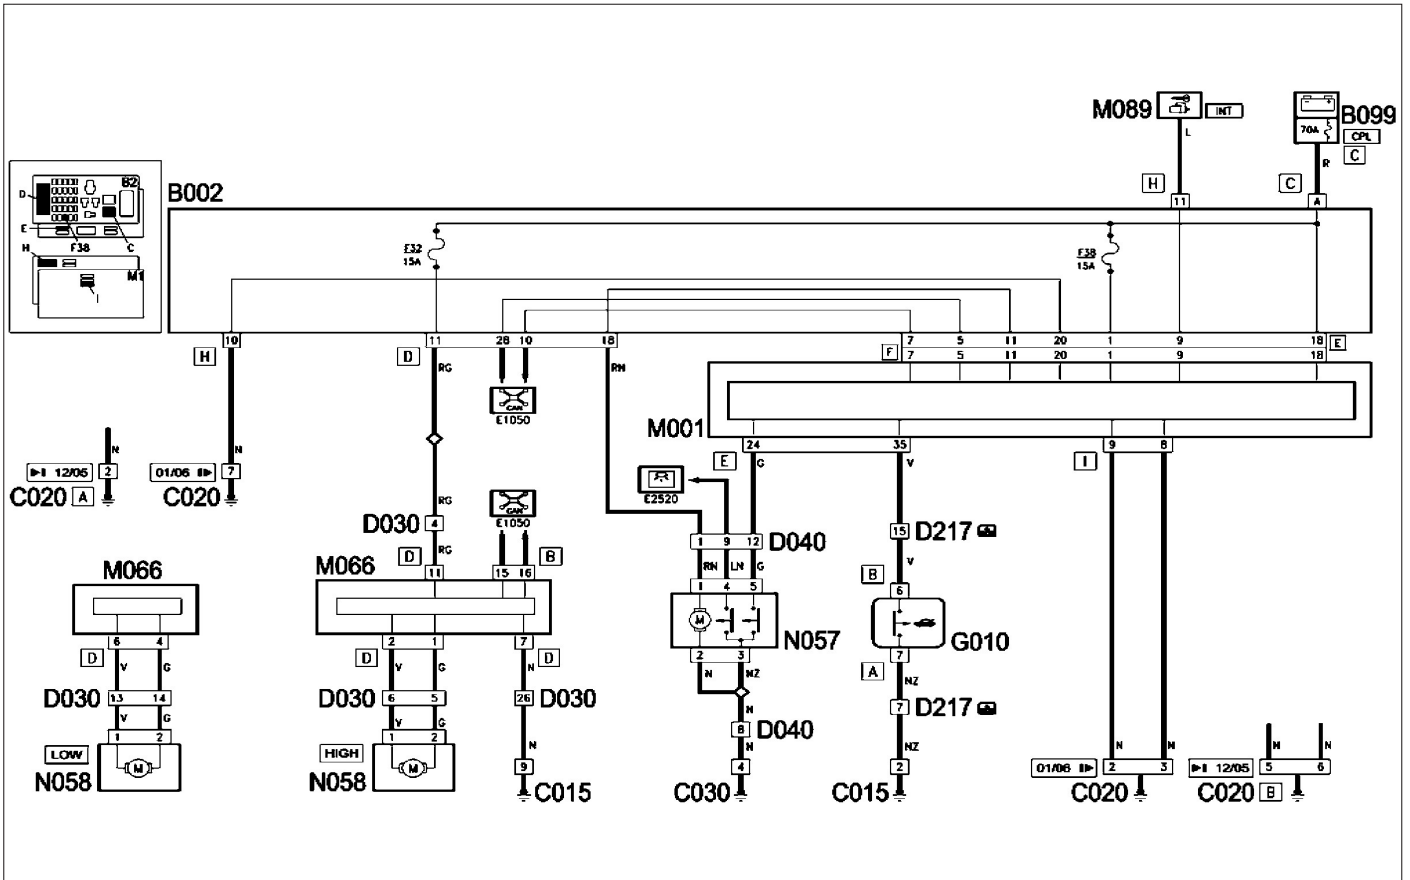 M089 INT
B099
70A
CPL
C
L
R
H C
11 A
B2
D
E
F38 C
H
M1
I
B002
F32
15A
F38
15A
10 11 28 10 18 7 5 11 20 1 9 18 E
H D F 7 5 11 20 1 9 18
RG RN
CAN
E1050
M001
24 35 9 8
E G V I
N N
12/05 2 01/06 7
C020 A C020
E2520
RG
CAN
E1050
D030 4
RG
D B
11 15 16
1 9 12 D040
RN LN G
1 4 5
15 D217
V
B
6
M066 M066
M
N057
G010
6 4 2 1 7
D V G D V G N D
2 3
N NZ
7
A
NZ
D030 13 14 D030 6 5 26 D030
V G V G
N
7 D217
1 2 1 2
8 D040
N
N
NZ
N N N N
LOW M HIGH M
N058 N058
9 C015
C030 4
C015 2
01/06 2 3
C020
12/05 5 6
C020 B